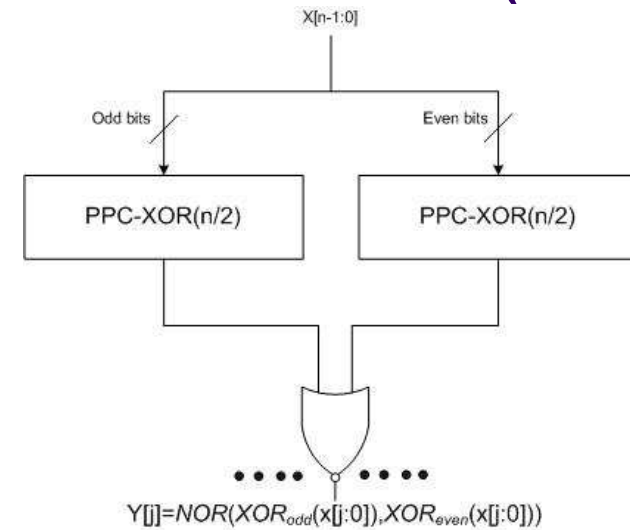 X[n-1:0]
Odd bits
Even bits
PPC-XOR(n/2)
PPC-XOR(n/2)
Y[j]=NOR(XORodd(x[j:0]),XOReven(x[j:0]))